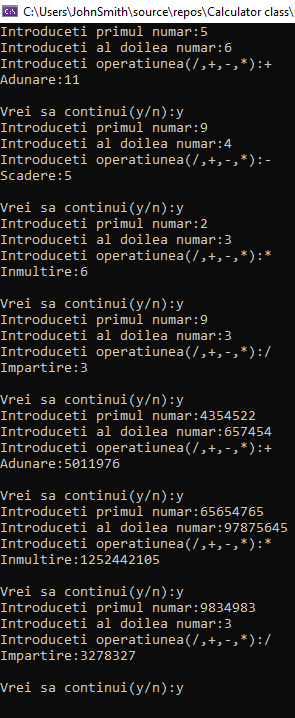 C:\Users\JohnSmith\source\repos\Calculator class\
Introduceti primul numar:5
Introduceti al doilea numar:6
Introduceti operatiunea(/,+,-,*):+
Adunare:11
Vrei sa continui(y/n):y
Introduceti primul numar:9
Introduceti al doilea numar:4
Introduceti operatiunea(/,+,-,*):-
Scadere:5
Vrei sa continui(y/n):y
Introduceti primul numar:2
Introduceti al doilea numar:3
Introduceti operatiunea(/,+,-,*):*
Inmultire:6
Vrei sa continui(y/n):y
Introduceti primul numar:9
Introduceti al doilea numar:3
Introduceti operatiunea(/,+,-,*):/
Impartire:3
Vrei sa continui(y/n):y
Introduceti primul numar:4354522
Introduceti al doilea numar:657454
Introduceti operatiunea(/,+,-,*):+
Adunare:5011976
Vrei sa continui(y/n):y
Introduceti primul numar:65654765
Introduceti al doilea numar:97875645
Introduceti operatiunea(/,+,-,*):*
Inmultire:1252442105
Vrei sa continui(y/n):y
Introduceti primul numar:9834983
Introduceti al doilea numar:3
Introduceti operatiunea(/,+,-,*):/
Impartire:3278327
Vrei sa continui(y/n):y